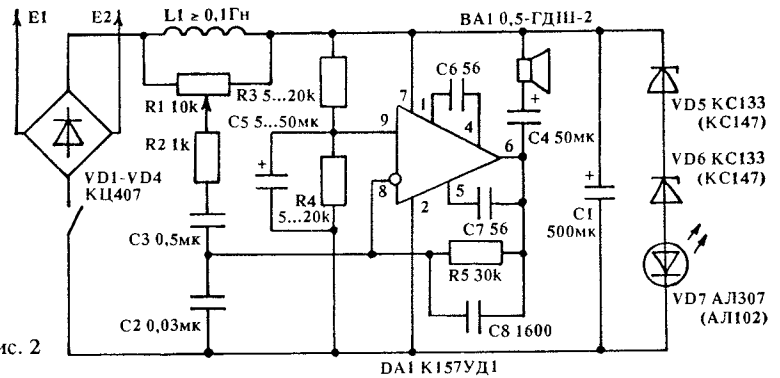 E1
E2
L1 ≥ 0,1Гн
BA1 0,5-ГДШ-2
R1 10k
R3 5...20k
C5 5...50мк
C6 56
7
1
4
9
+
C4 50мк
6
VD5 КС133
(КС147)
R2 1k
VD1-VD4
КЦ407
+
R4
5...20k
8
2
5
C7 56
+
C1
500мк
VD6 КС133
(КС147)
C3 0,5мк
R5 30k
VD7 АЛ307
(АЛ102)
C2 0,03мк
C8 1600
ис. 2
DA1 К157УД1